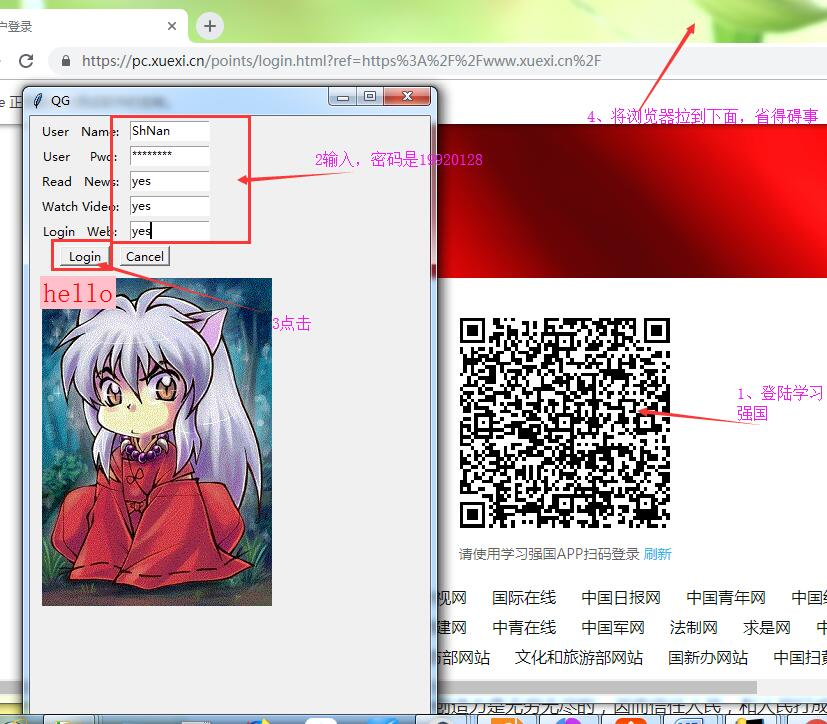 户登录
https://pc.xuexi.cn/points/login.html?ref=https%3A%2F%2Fwww.xuexi.cn%2F
QG
4、将浏览器拉到下面，省得碍事
User Name: ShNan
User Pwd: ********
2输入，密码是19920128
Read News: yes
Watch Video: yes
Login Web: yes
Login Cancel
hello
3点击
1、登陆学习
强国
请使用学习强国APP扫码登录 刷新
视网 国际在线 中国日报网 中国青年网 中国经
建网 中青在线 中国军网 法制网 求是网 中
部网站 文化和旅游部网站 国新办网站 中国扫黄
创造力是无穷无尽的，因而信任人民，和人民打成